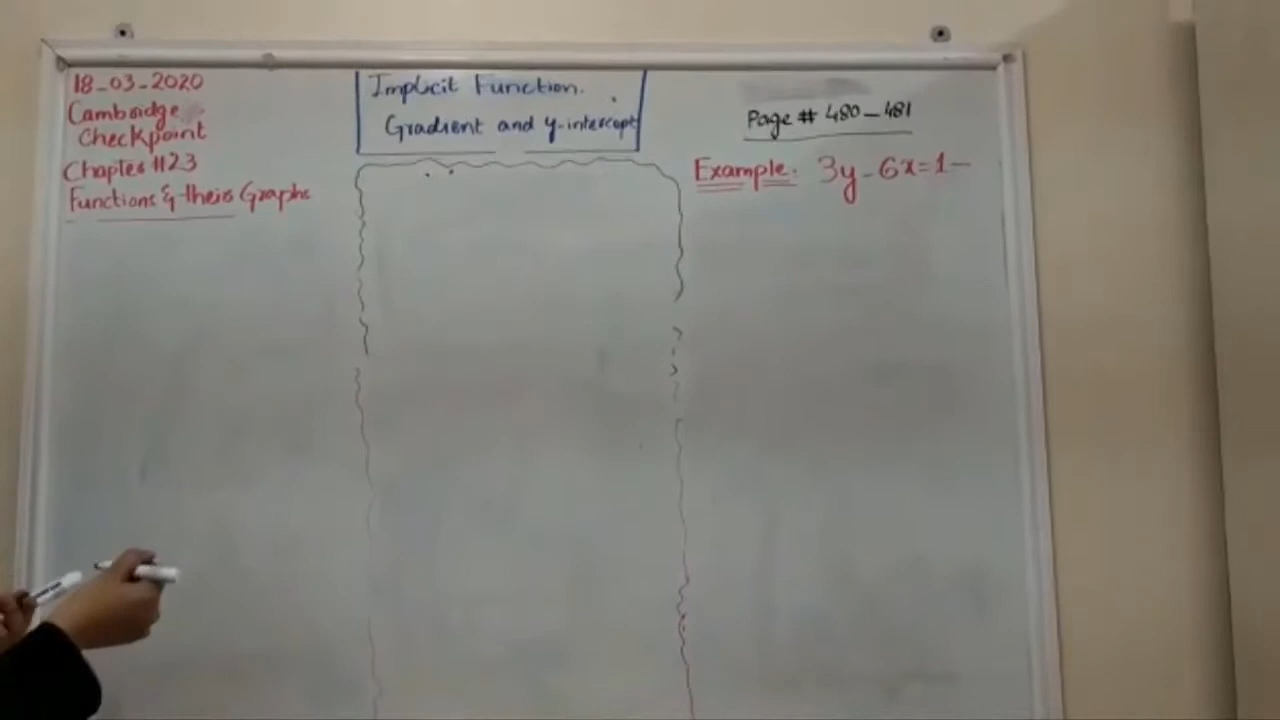 18-03-2020
Cambridge
Checkpoint
Chapter #23
Functions & their Graphs
Implicit Function.
Gradient and y-intercept
Page # 480-481
Example: 3y - 6x = 1 -